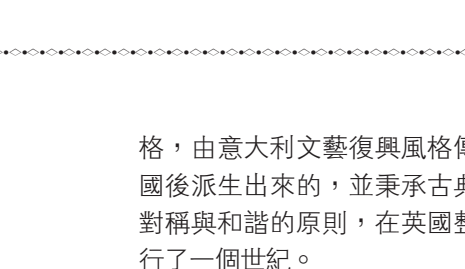 格，由意大利文藝復興風格傳
國後派生出來的，並秉承古典
對稱與和諧的原則，在英國整
行了一個世紀。